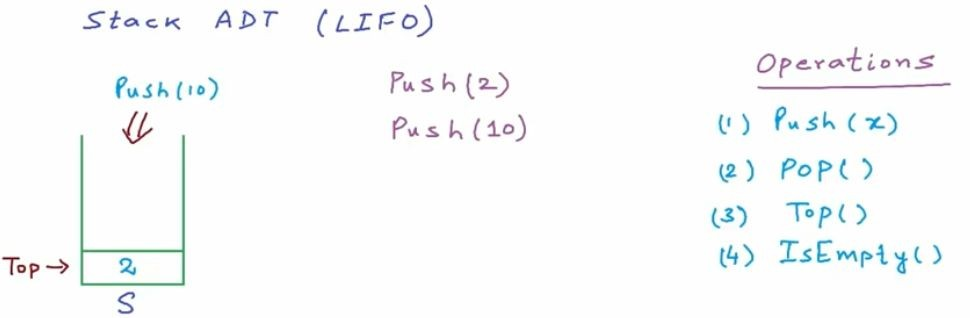 Stack ADT (LIFO)
Push(10)
Push(2)
Push(10)
Top→
2
S
Operations
(1) Push(x)
(2) Pop()
(3) Top()
(4) IsEmpty()